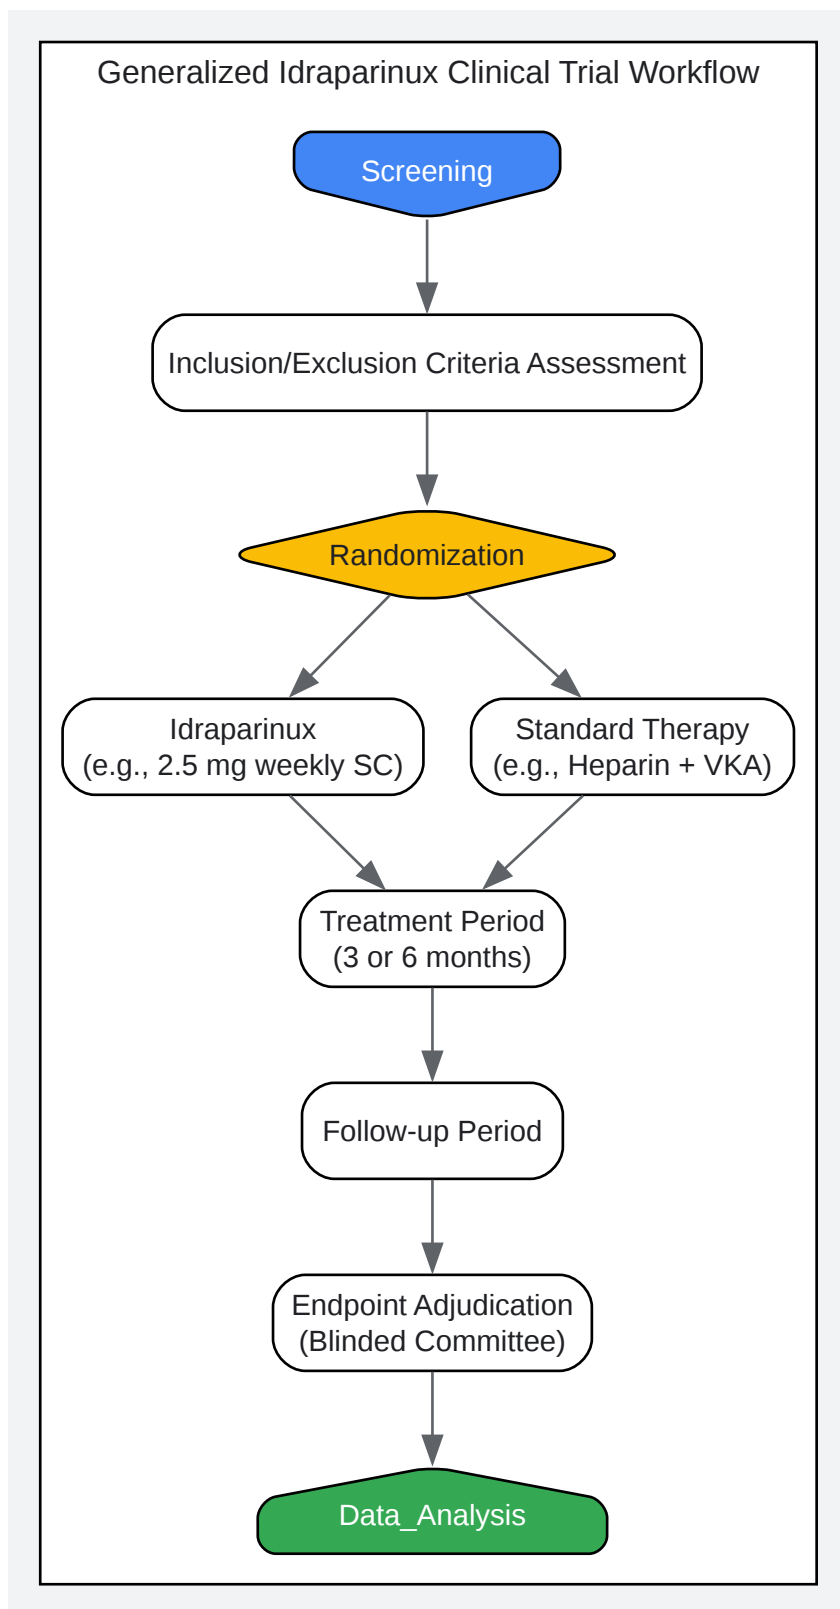 Generalized Idraparinux Clinical Trial Workflow
Screening
Inclusion/Exclusion Criteria Assessment
Randomization
Idraparinux
(e.g., 2.5 mg weekly SC)
Standard Therapy
(e.g., Heparin + VKA)
Treatment Period
(3 or 6 months)
Follow-up Period
Endpoint Adjudication
(Blinded Committee)
Data_Analysis